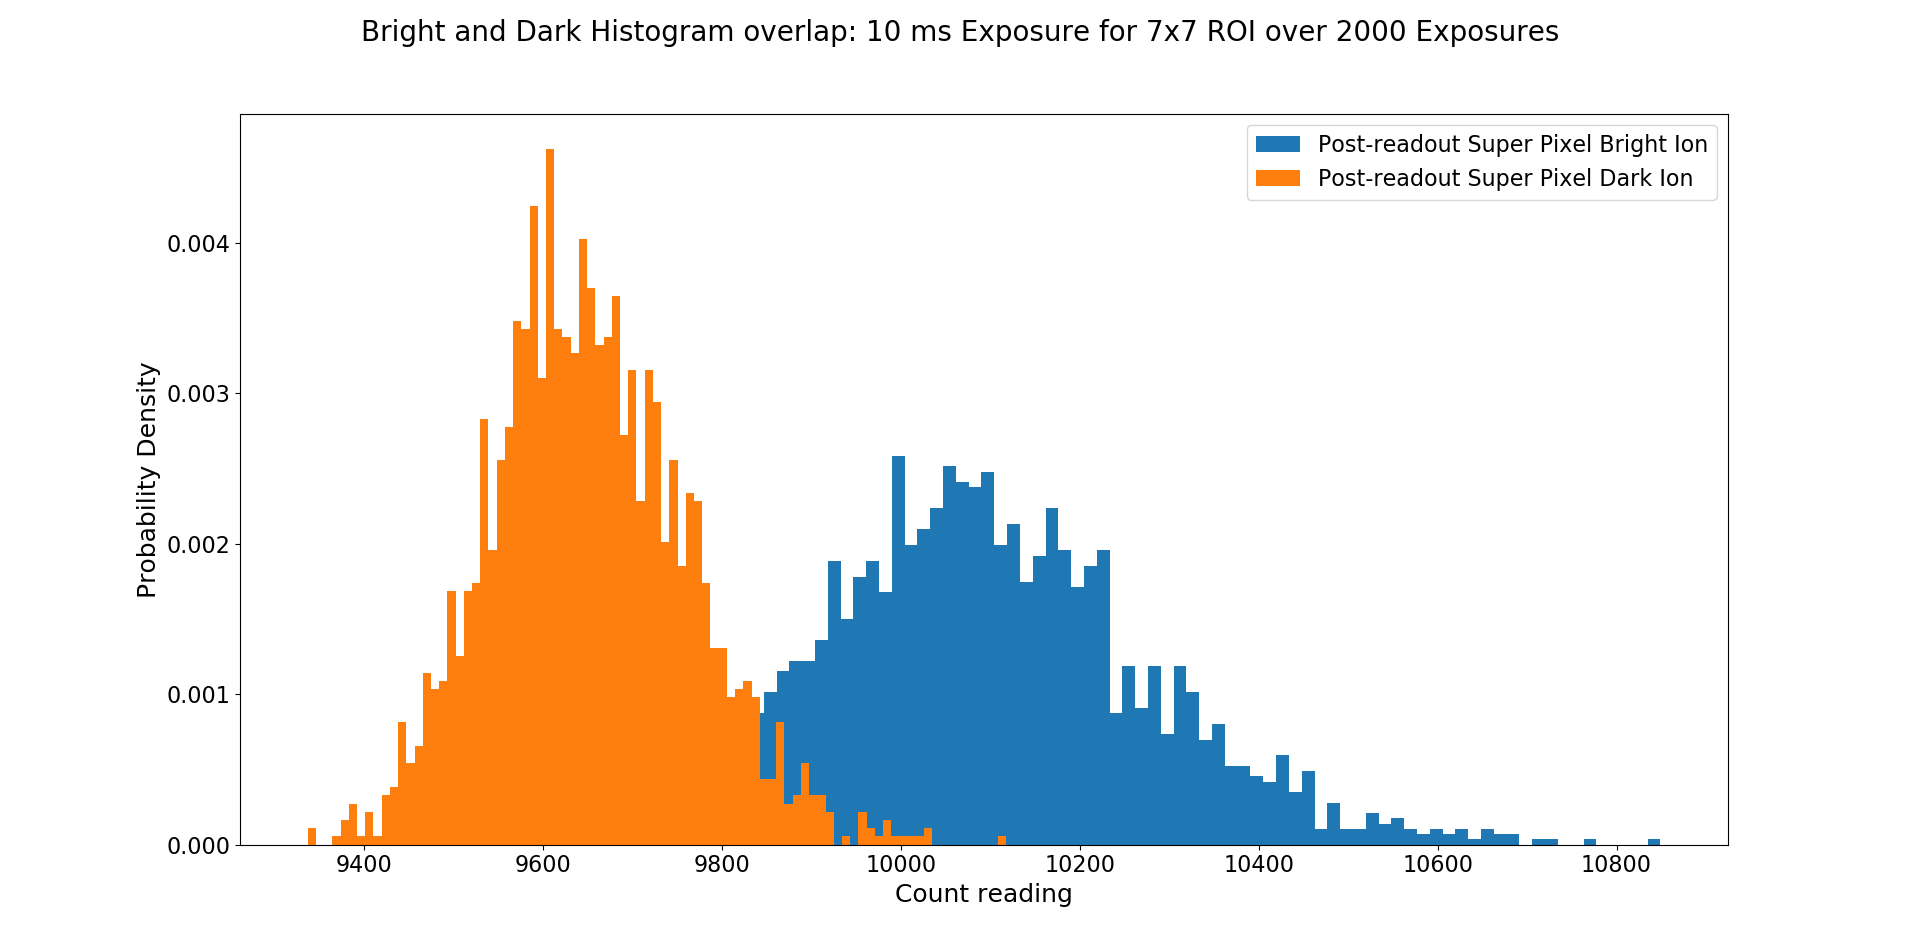 Bright and Dark Histogram overlap: 10 ms Exposure for 7x7 ROI over 2000 Exposures
Post-readout Super Pixel Bright Ion
Post-readout Super Pixel Dark Ion
Probability Density
0.004
0.003
0.002
0.001
0.000
9400 9600 9800 10000 10200 10400 10600 10800
Count reading